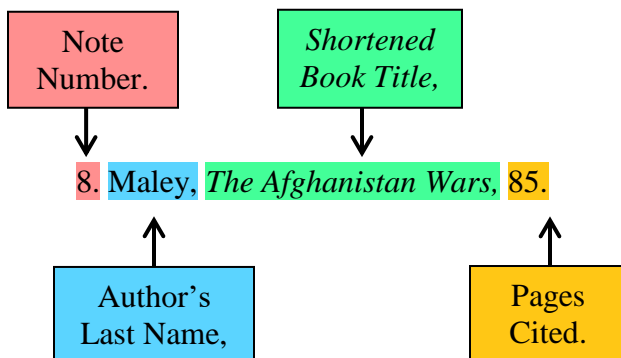 Note
Number.
Shortened
Book Title,
8. Maley, The Afghanistan Wars, 85.
Author’s
Last Name,
Pages
Cited.